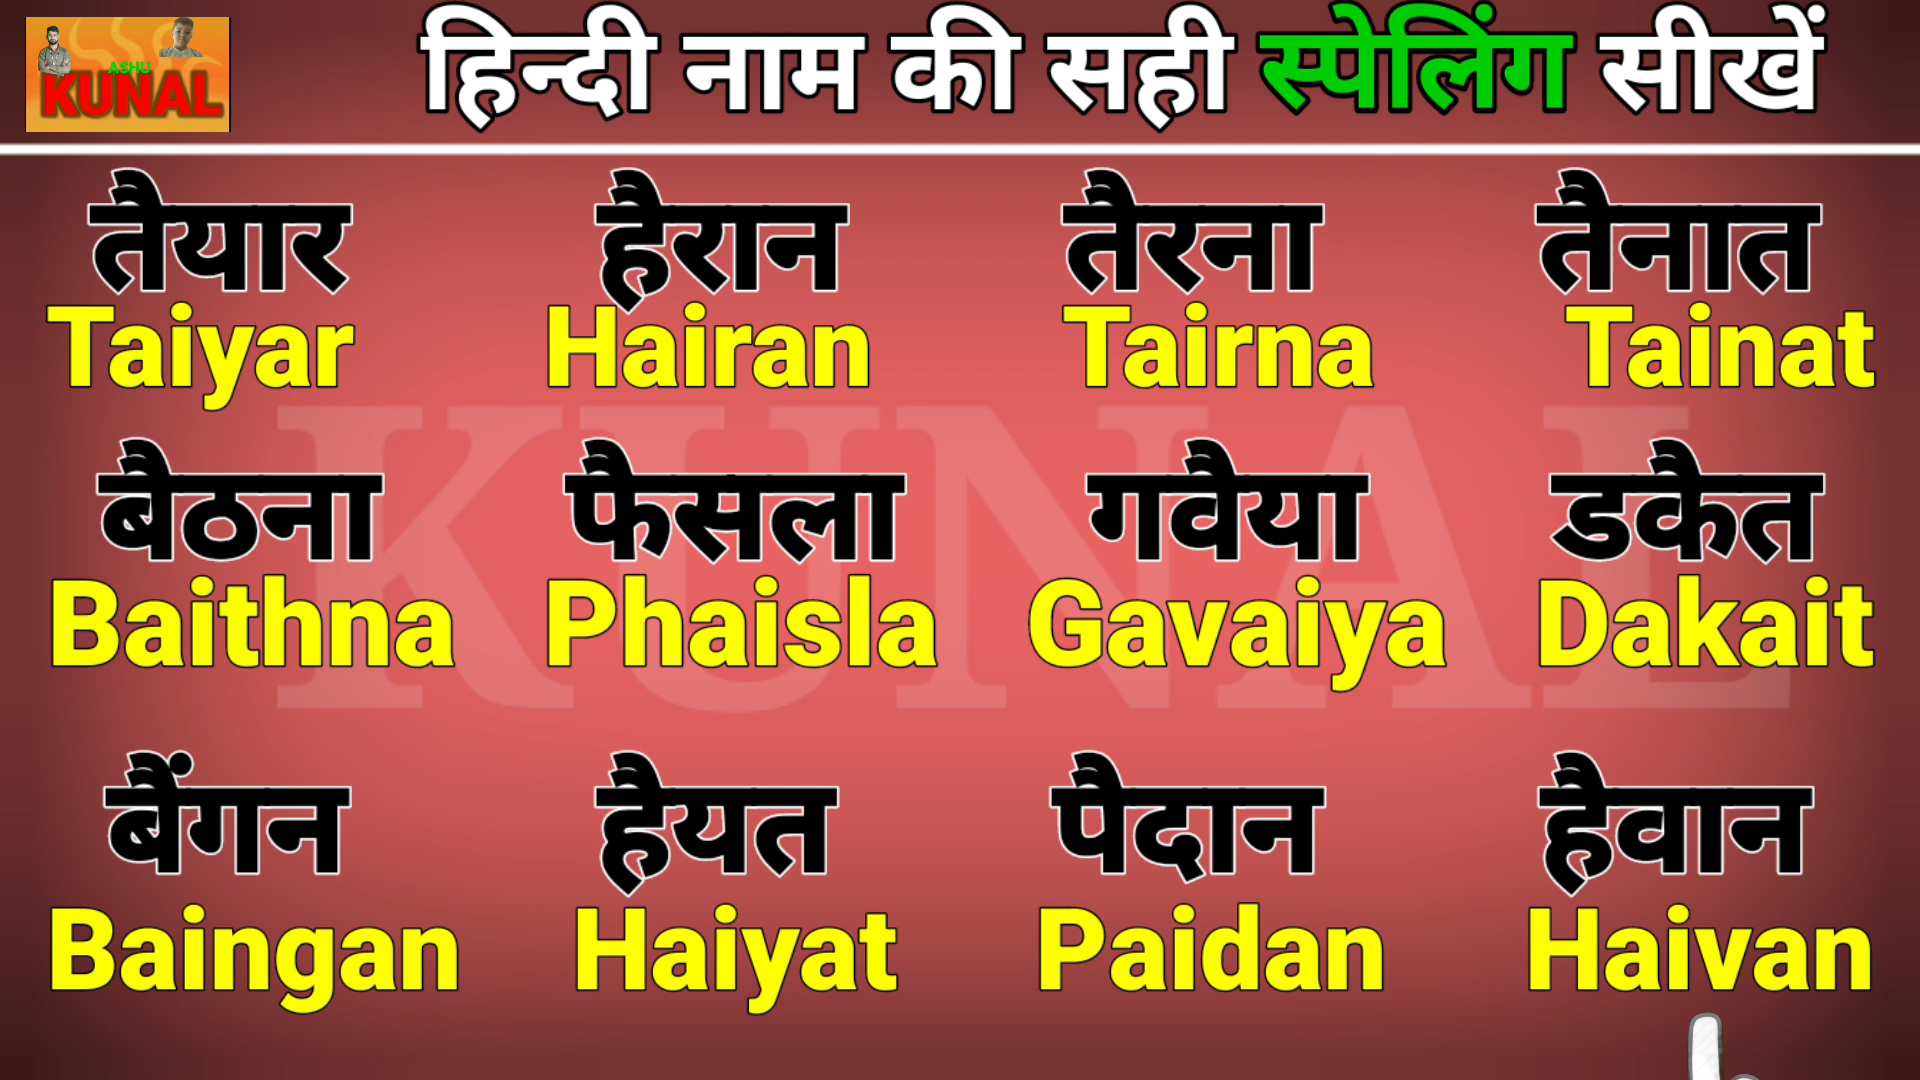 ASHU
KUNAL
हिन्दी नाम की सही स्पेलिंग सीखें
तैयार हैरान तैरना तैनात
Taiyar Hairan Tairna Tainat
KUNAL
बैठना फैसला गवैया डकैत
Baithna Phaisla Gavaiya Dakait
बैंगन हैयत पैदान हैवान
Baingan Haiyat Paidan Haivan